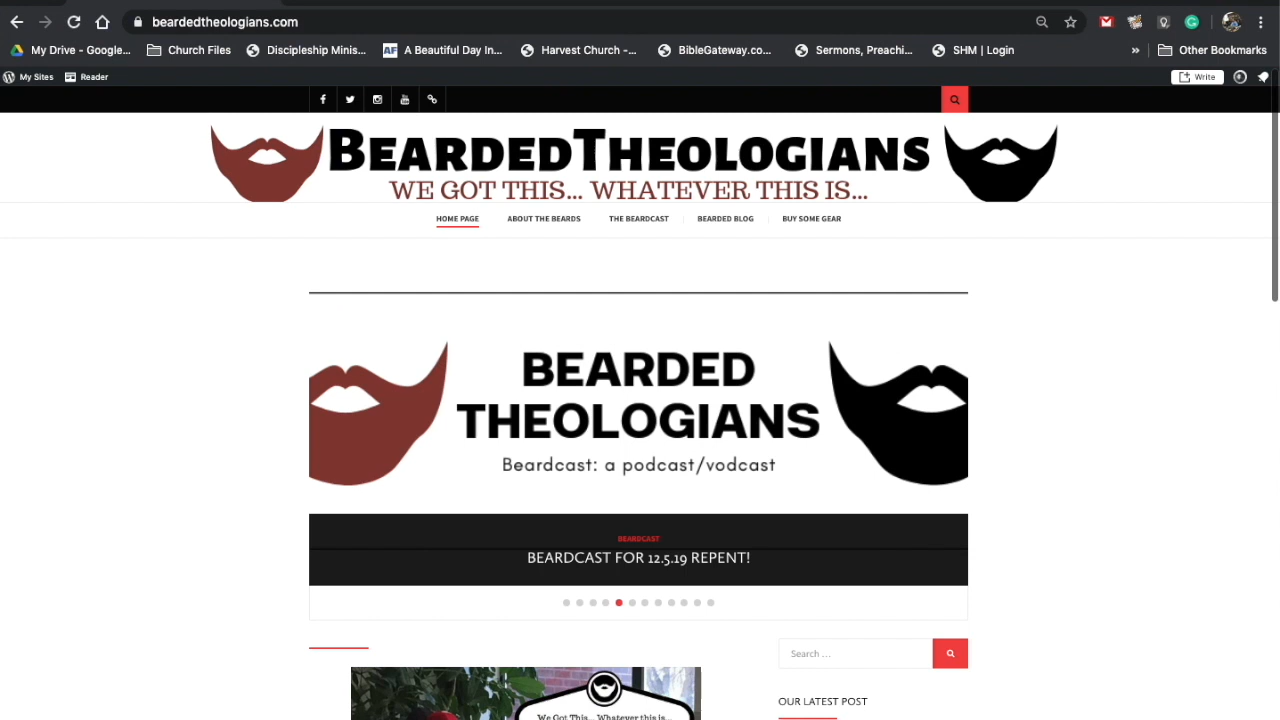 beardedtheologians.com
My Drive - Google...
Church Files
Discipleship Minis...
A Beautiful Day In...
Harvest Church -...
BibleGateway.co...
Sermons, Preachi...
SHM | Login
»
Other Bookmarks
My Sites
Reader
Write
BEARDEDTHEOLOGIANS
WE GOT THIS... WHATEVER THIS IS...
HOME PAGE
ABOUT THE BEARDS
THE BEARDCAST
BEARDED BLOG
BUY SOME GEAR
BEARDED
THEOLOGIANS
Beardcast: a podcast/vodcast
BEARDCAST
BEARDCAST FOR 12.5.19 REPENT!
Search ...
OUR LATEST POST
We Got This... Whatever this is...